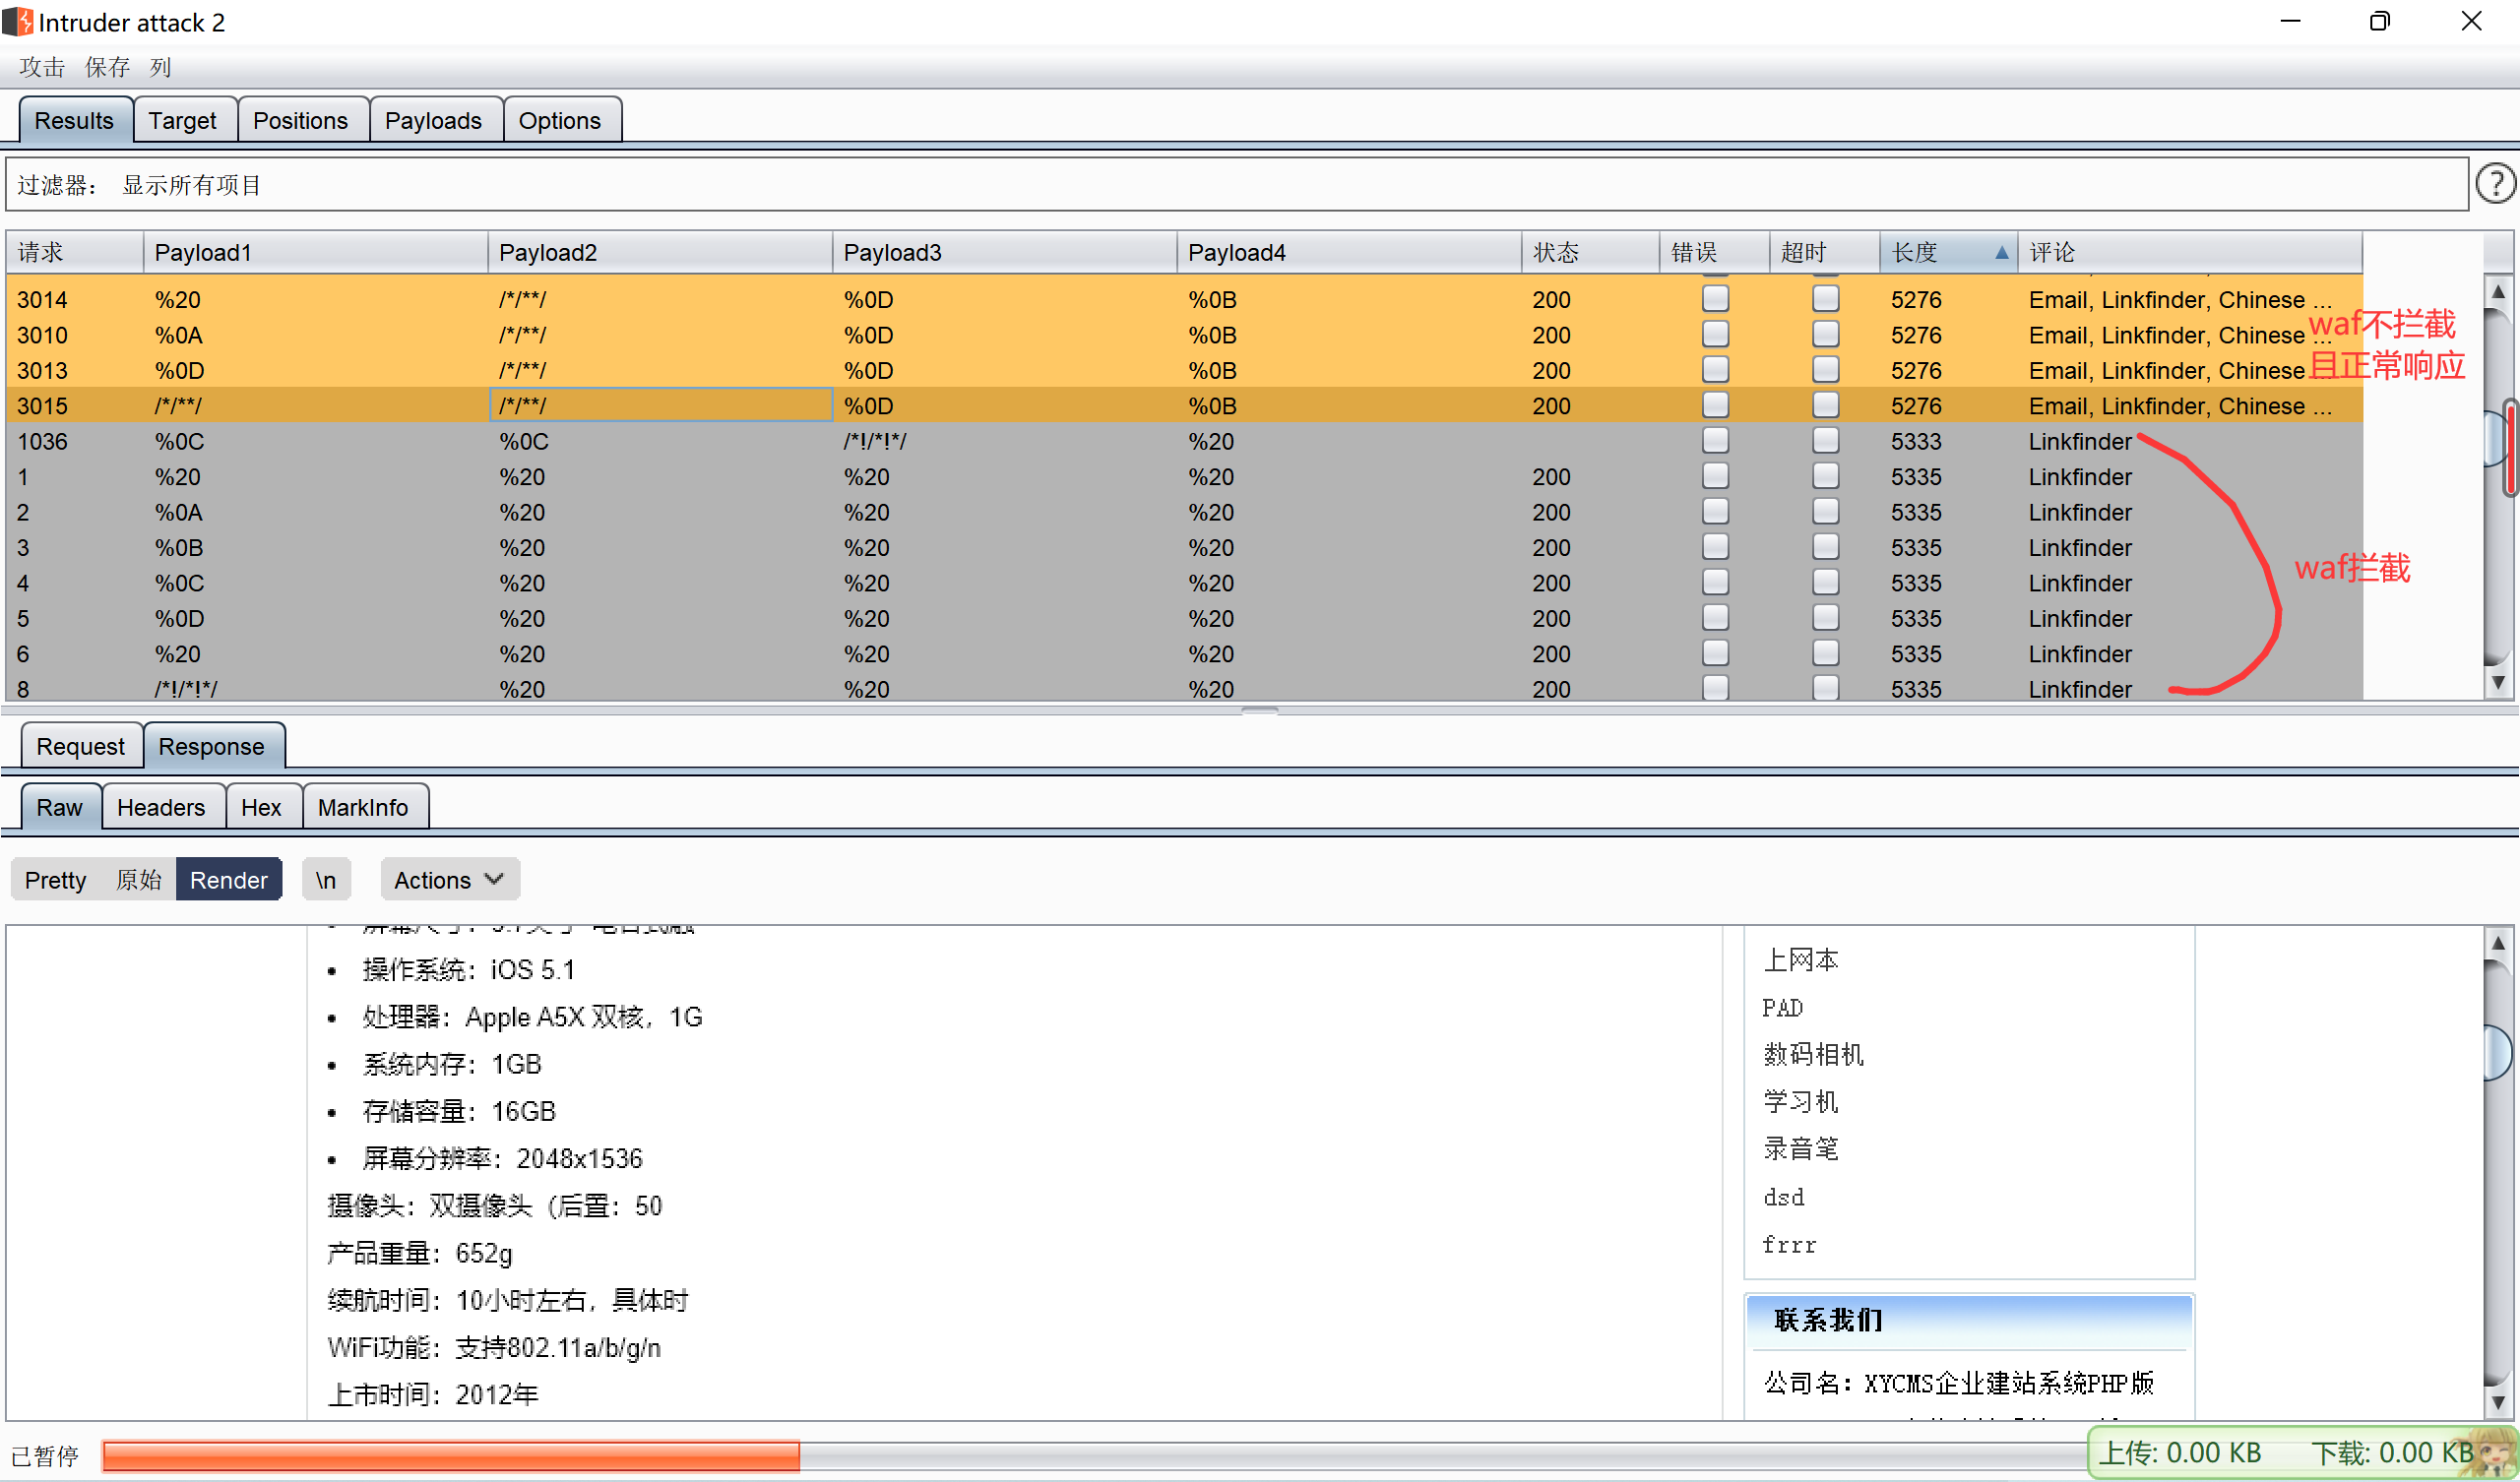 Intruder attack 2
攻击 保存 列
Results Target Positions Payloads Options
过滤器： 显示所有项目
?
请求 Payload1 Payload2 Payload3 Payload4 状态 错误 超时 长度 评论
3014 %20 /*/**/ %0D %0B 200 5276 Email, Linkfinder, Chinese ...
3010 %0A /*/**/ %0D %0B 200 5276 Email, Linkfinder, Chinese ...
3013 %0D /*/**/ %0D %0B 200 5276 Email, Linkfinder, Chinese ...
3015 /*/**/ /*/**/ %0D %0B 200 5276 Email, Linkfinder, Chinese ...
waf不拦截
且正常响应
1036 %0C %0C /*!/*!*/ %20 5333 Linkfinder
1 %20 %20 %20 %20 200 5335 Linkfinder
2 %0A %20 %20 %20 200 5335 Linkfinder
3 %0B %20 %20 %20 200 5335 Linkfinder
4 %0C %20 %20 %20 200 5335 Linkfinder
waf拦截
5 %0D %20 %20 %20 200 5335 Linkfinder
6 %20 %20 %20 %20 200 5335 Linkfinder
8 /*!/*!*/ %20 %20 %20 200 5335 Linkfinder
Request Response
Raw Headers Hex MarkInfo
Pretty 原始 Render \n Actions
操作系统：iOS 5.1
处理器：Apple A5X 双核，1G
系统内存：1GB
存储容量：16GB
屏幕分辨率：2048x1536
摄像头：双摄像头（后置：50
产品重量：652g
续航时间：10小时左右，具体时
WiFi功能：支持802.11a/b/g/n
上市时间：2012年
上网本
PAD
数码相机
学习机
录音笔
dsd
frrr
联系我们
公司名：XYCMS企业建站系统PHP版
已暂停
上传: 0.00 KB 下载: 0.00 KB